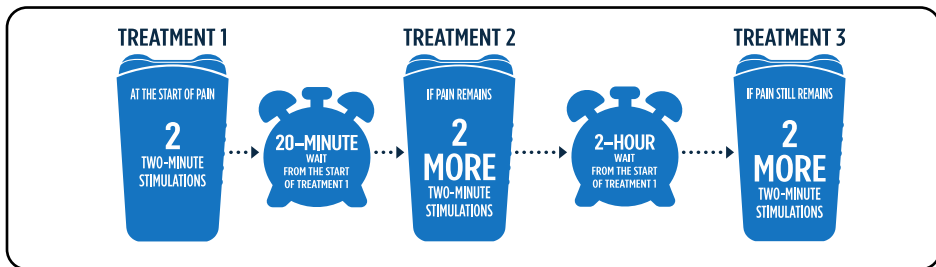 TREATMENT 1
AT THE START OF PAIN
2
TWO-MINUTE
STIMULATIONS
20–MINUTE
WAIT
FROM THE START
OF TREATMENT 1
TREATMENT 2
IF PAIN REMAINS
2
MORE
TWO-MINUTE
STIMULATIONS
2-HOUR
WAIT
FROM THE START
OF TREATMENT 1
TREATMENT 3
IF PAIN STILL REMAINS
2
MORE
TWO-MINUTE
STIMULATIONS